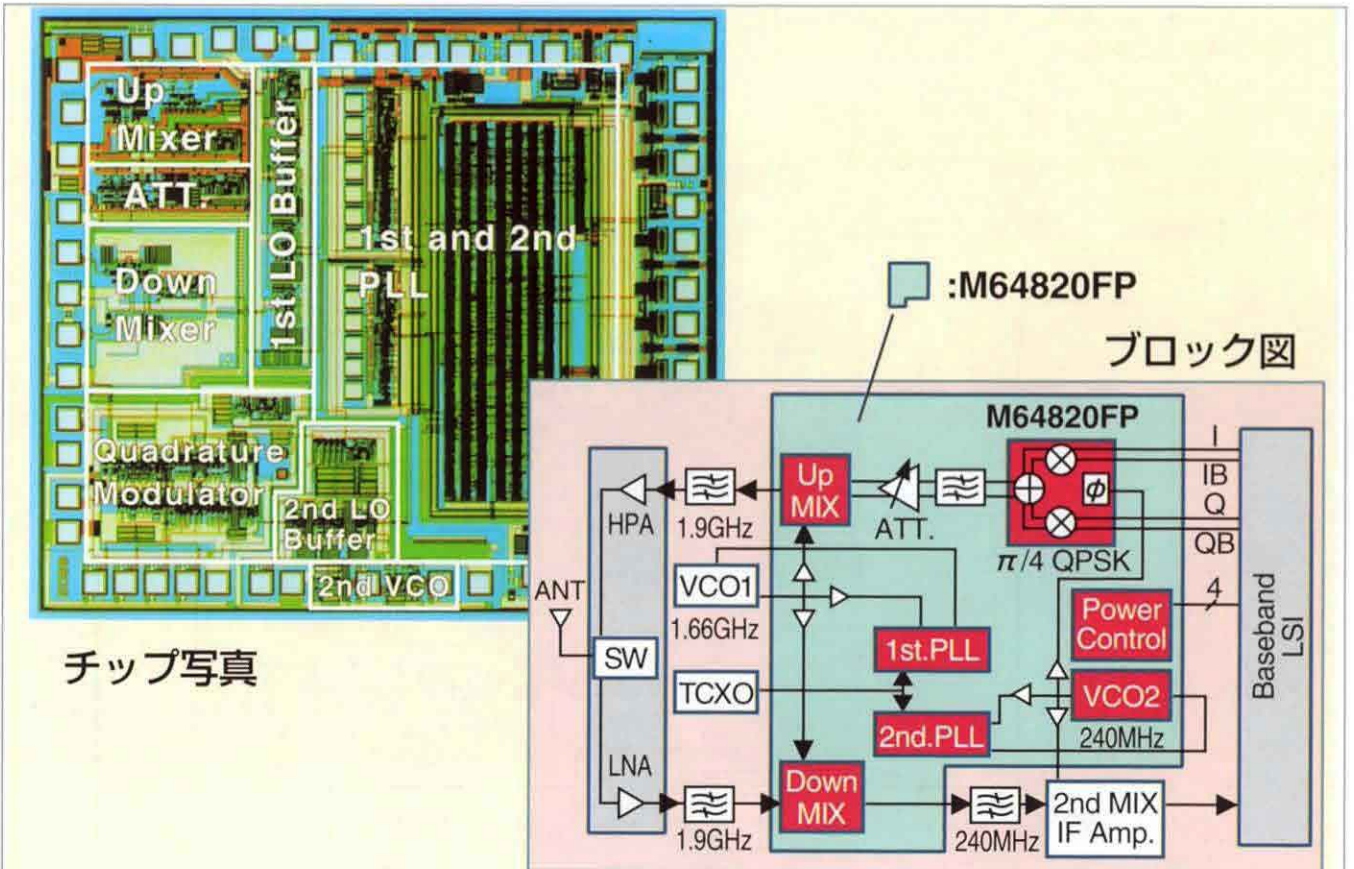 Up
Mixer
ATT.
Down
Mixer
1st LO Buffer
1st and 2nd
PLL
Quadrature
Modulator
2nd LO
Buffer
2nd VCO
チップ写真
:M64820FP
ブロック図
M64820FP
ANT
HPA
SW
LNA
1.9GHz
VCO1
1.66GHz
TCXO
1.9GHz
Up
MIX
ATT.
π/4 QPSK
ϕ
1st.PLL
2nd.PLL
Power
Control
VCO2
240MHz
Down
MIX
240MHz
2nd MIX
IF Amp.
I
IB
Q
QB
4
Baseband
LSI